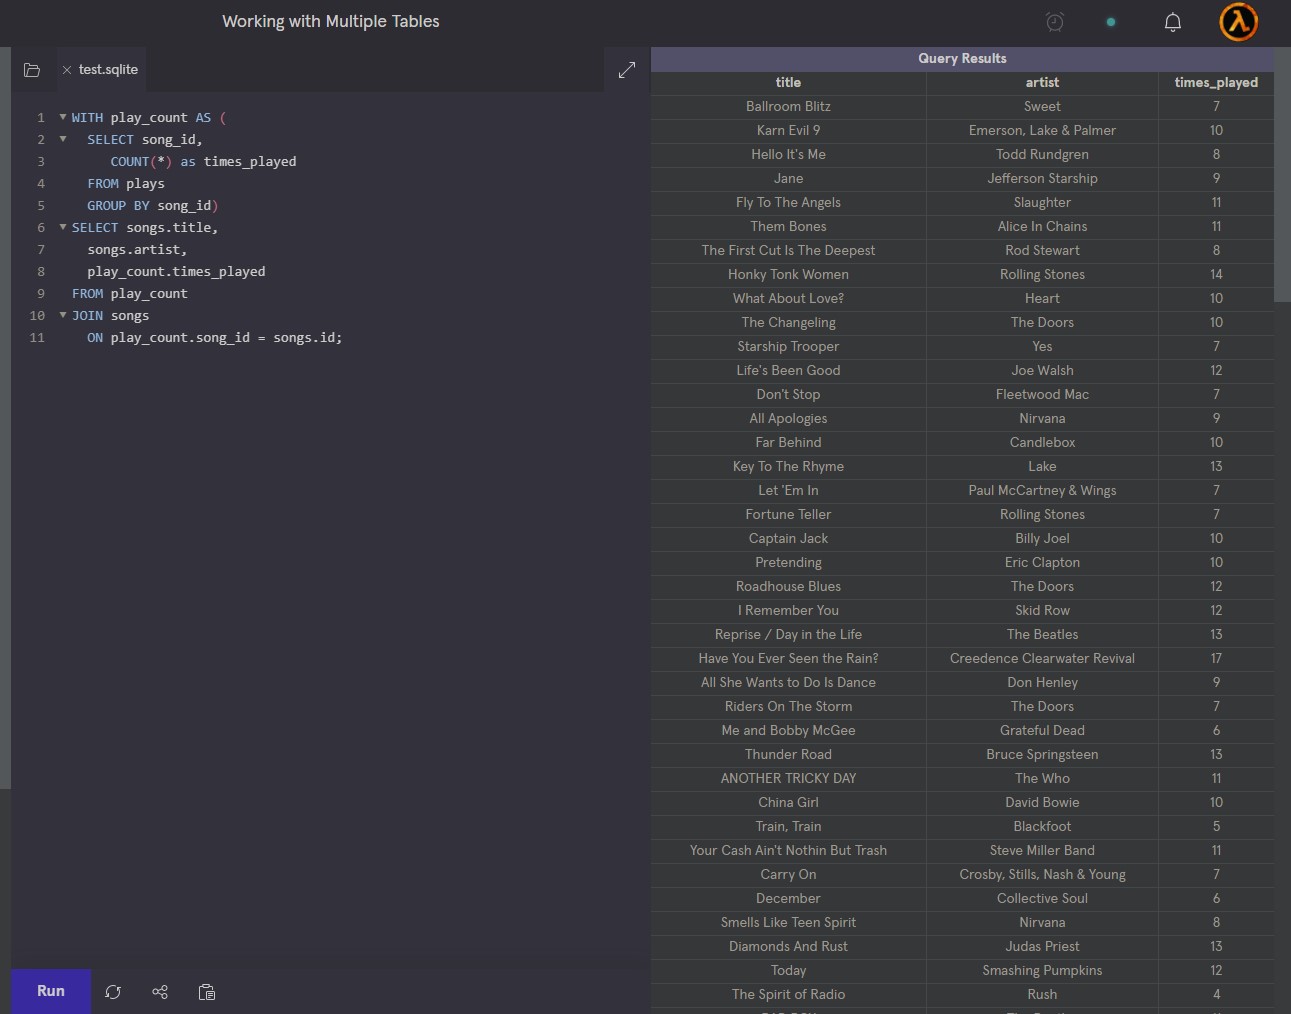 Working with Multiple Tables
test.sqlite
1 WITH play_count AS (
2 SELECT song_id,
3 COUNT(*) as times_played
4 FROM plays
5 GROUP BY song_id)
6 SELECT songs.title,
7 songs.artist,
8 play_count.times_played
9 FROM play_count
10 JOIN songs
11 ON play_count.song_id = songs.id;
Run
Query Results
title artist times_played
Ballroom Blitz Sweet 7
Karn Evil 9 Emerson, Lake & Palmer 10
Hello It's Me Todd Rundgren 8
Jane Jefferson Starship 9
Fly To The Angels Slaughter 11
Them Bones Alice In Chains 11
The First Cut Is The Deepest Rod Stewart 8
Honky Tonk Women Rolling Stones 14
What About Love? Heart 10
The Changeling The Doors 10
Starship Trooper Yes 7
Life's Been Good Joe Walsh 12
Don't Stop Fleetwood Mac 7
All Apologies Nirvana 9
Far Behind Candlebox 10
Key To The Rhyme Lake 13
Let 'Em In Paul McCartney & Wings 7
Fortune Teller Rolling Stones 7
Captain Jack Billy Joel 10
Pretending Eric Clapton 10
Roadhouse Blues The Doors 12
I Remember You Skid Row 12
Reprise / Day in the Life The Beatles 13
Have You Ever Seen the Rain? Creedence Clearwater Revival 17
All She Wants to Do Is Dance Don Henley 9
Riders On The Storm The Doors 7
Me and Bobby McGee Grateful Dead 6
Thunder Road Bruce Springsteen 13
ANOTHER TRICKY DAY The Who 11
China Girl David Bowie 10
Train, Train Blackfoot 5
Your Cash Ain't Nothin But Trash Steve Miller Band 11
Carry On Crosby, Stills, Nash & Young 7
December Collective Soul 6
Smells Like Teen Spirit Nirvana 8
Diamonds And Rust Judas Priest 13
Today Smashing Pumpkins 12
The Spirit of Radio Rush 4